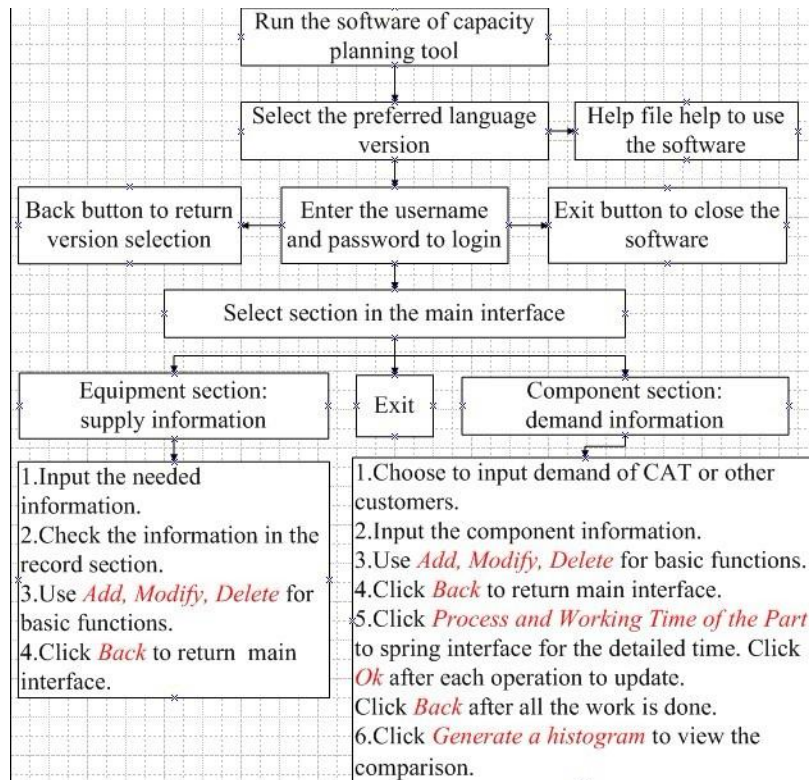 Run the software of capacity
planning tool
Select the preferred language
version
Help file help to use
the software
Back button to return
version selection
Enter the username
and password to login
Exit button to close the
software
Select section in the main interface
Equipment section:
supply information
Exit
Component section:
demand information
1.Input the needed
information.
2.Check the information in the
record section.
3.Use Add, Modify, Delete for
basic functions.
4.Click Back to return main
interface.
1.Choose to input demand of CAT or other
customers.
2.Input the component information.
3.Use Add, Modify, Delete for basic functions.
4.Click Back to return main interface.
5.Click Process and Working Time of the Part
to spring interface for the detailed time. Click
Ok after each operation to update.
Click Back after all the work is done.
6.Click Generate a histogram to view the
comparison.